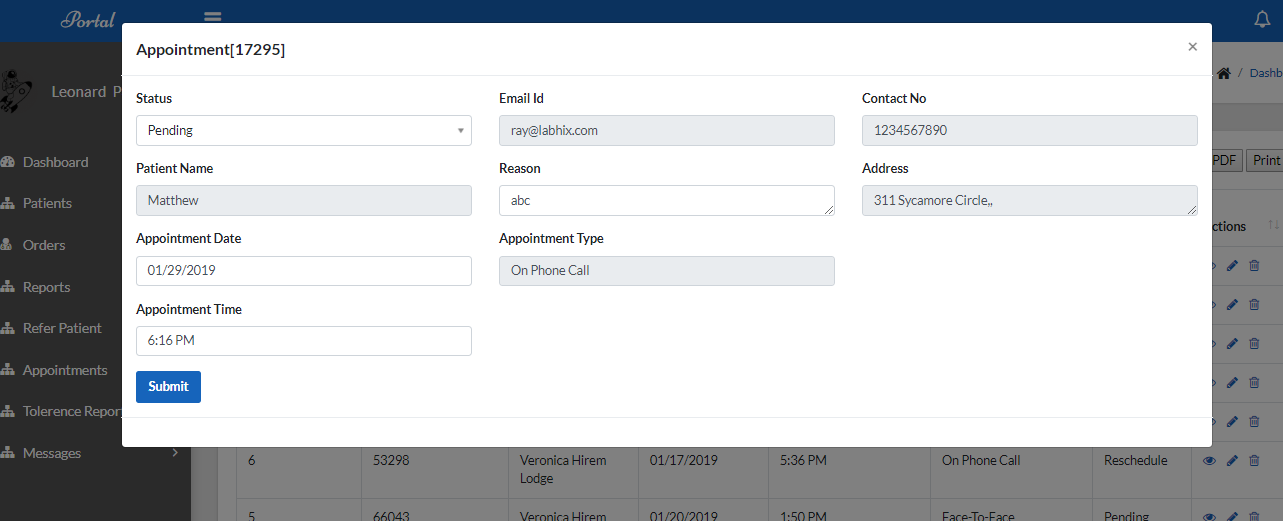 Portal
Appointment[17295]
×
Dashb
Leonard P
Status
Email Id
Contact No
Pending
ray@labhix.com
1234567890
Dashboard
PDF
Print
Patient Name
Reason
Address
Patients
Matthew
abc
311 Sycamore Circle,,
ctions
Orders
Appointment Date
Appointment Type
01/29/2019
On Phone Call
Reports
Appointment Time
Refer Patient
6:16 PM
Appointments
Submit
Tolerence Repor
Messages
6
53298
Veronica Hirem
Lodge
01/17/2019
5:36 PM
On Phone Call
Reschedule
5
66043
Veronica Hirem
01/20/2019
1:50 PM
Face-To-Face
Pending